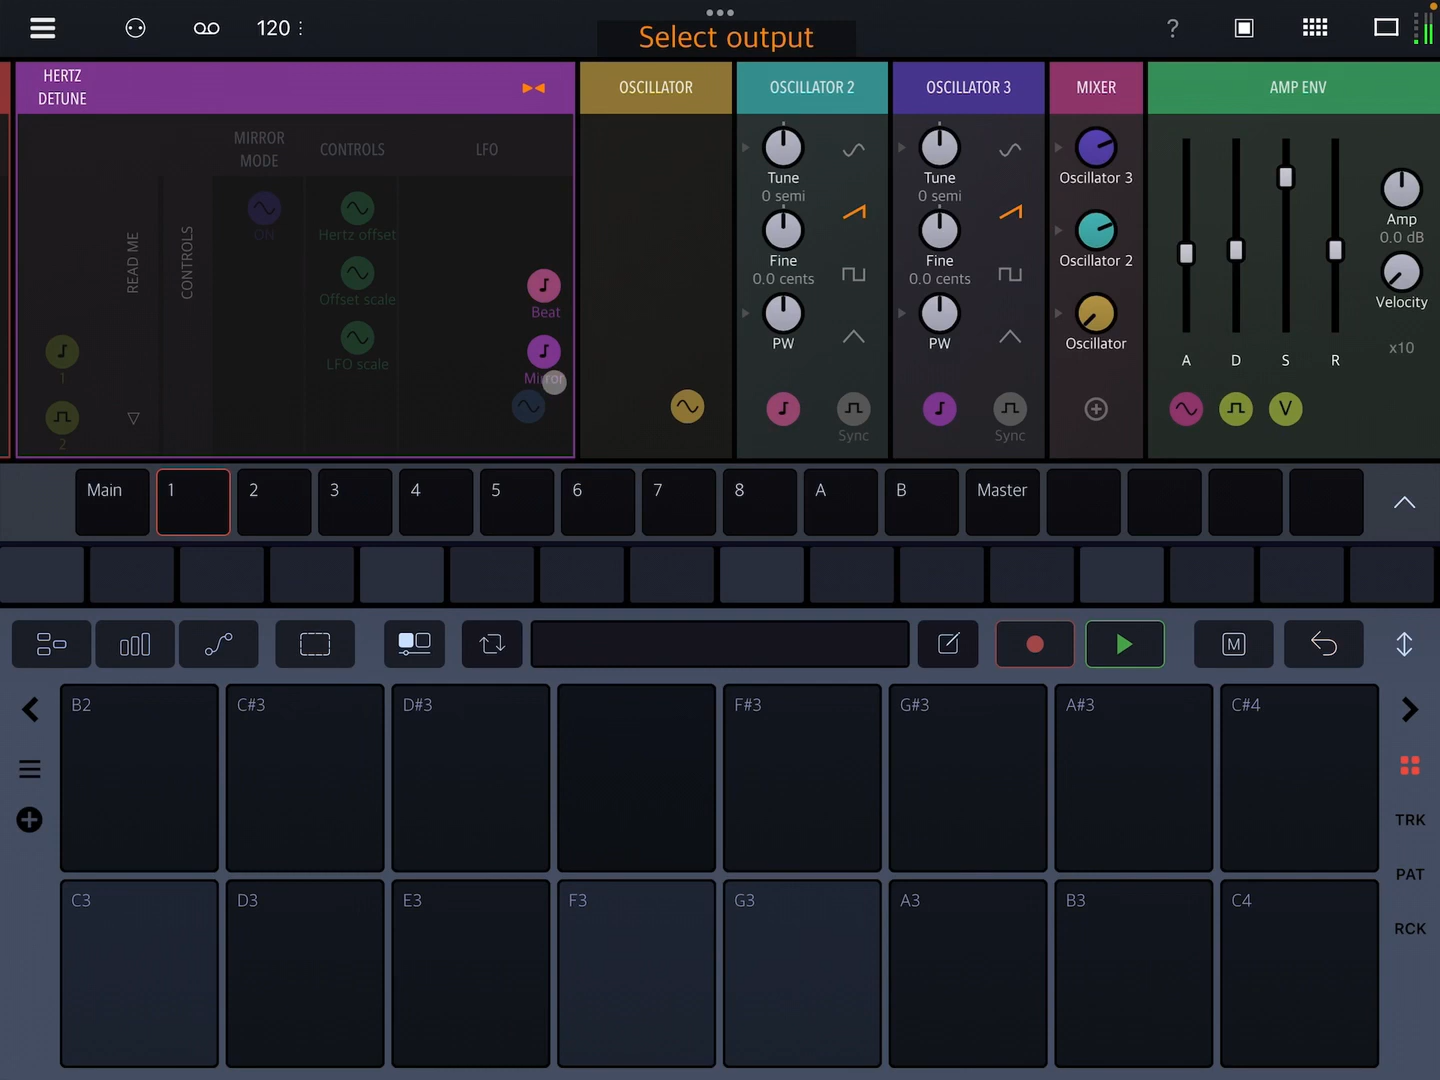 120
Select output
?
HERTZ
DETUNE
OSCILLATOR
OSCILLATOR 2
OSCILLATOR 3
MIXER
AMP ENV
MIRROR
MODE
CONTROLS
LFO
READ ME
CONTROLS
ON
Hertz offset
Offset scale
LFO scale
Beat
Mirror
1
2
Tune
0 semi
Fine
0.0 cents
PW
Sync
Tune
0 semi
Fine
0.0 cents
PW
Sync
Oscillator 3
Oscillator 2
Oscillator
A
D
S
R
V
Amp
0.0 dB
Velocity
x10
Main
1
2
3
4
5
6
7
8
A
B
Master
M
B2
C#3
D#3
F#3
G#3
A#3
C#4
C3
D3
E3
F3
G3
A3
B3
C4
TRK
PAT
RCK